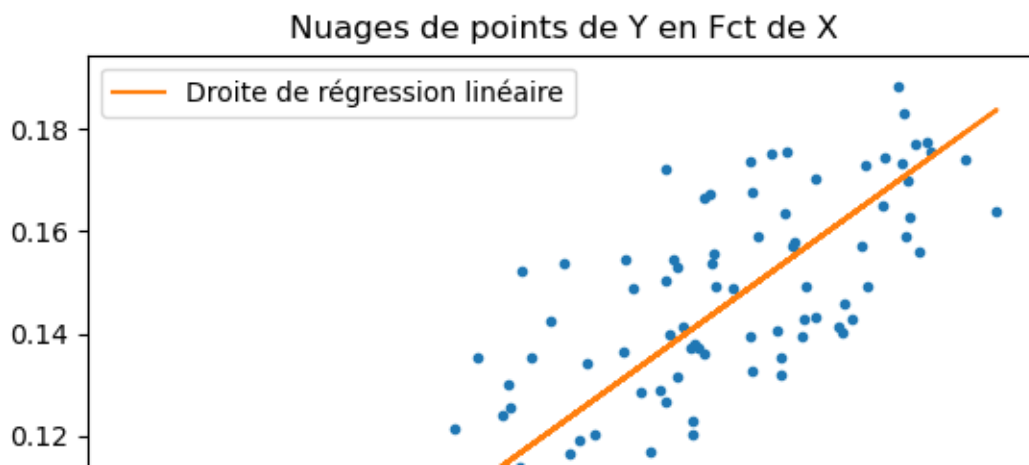 Nuages de points de Y en Fct de X
Droite de régression linéaire
0.18
0.16
0.14
0.12